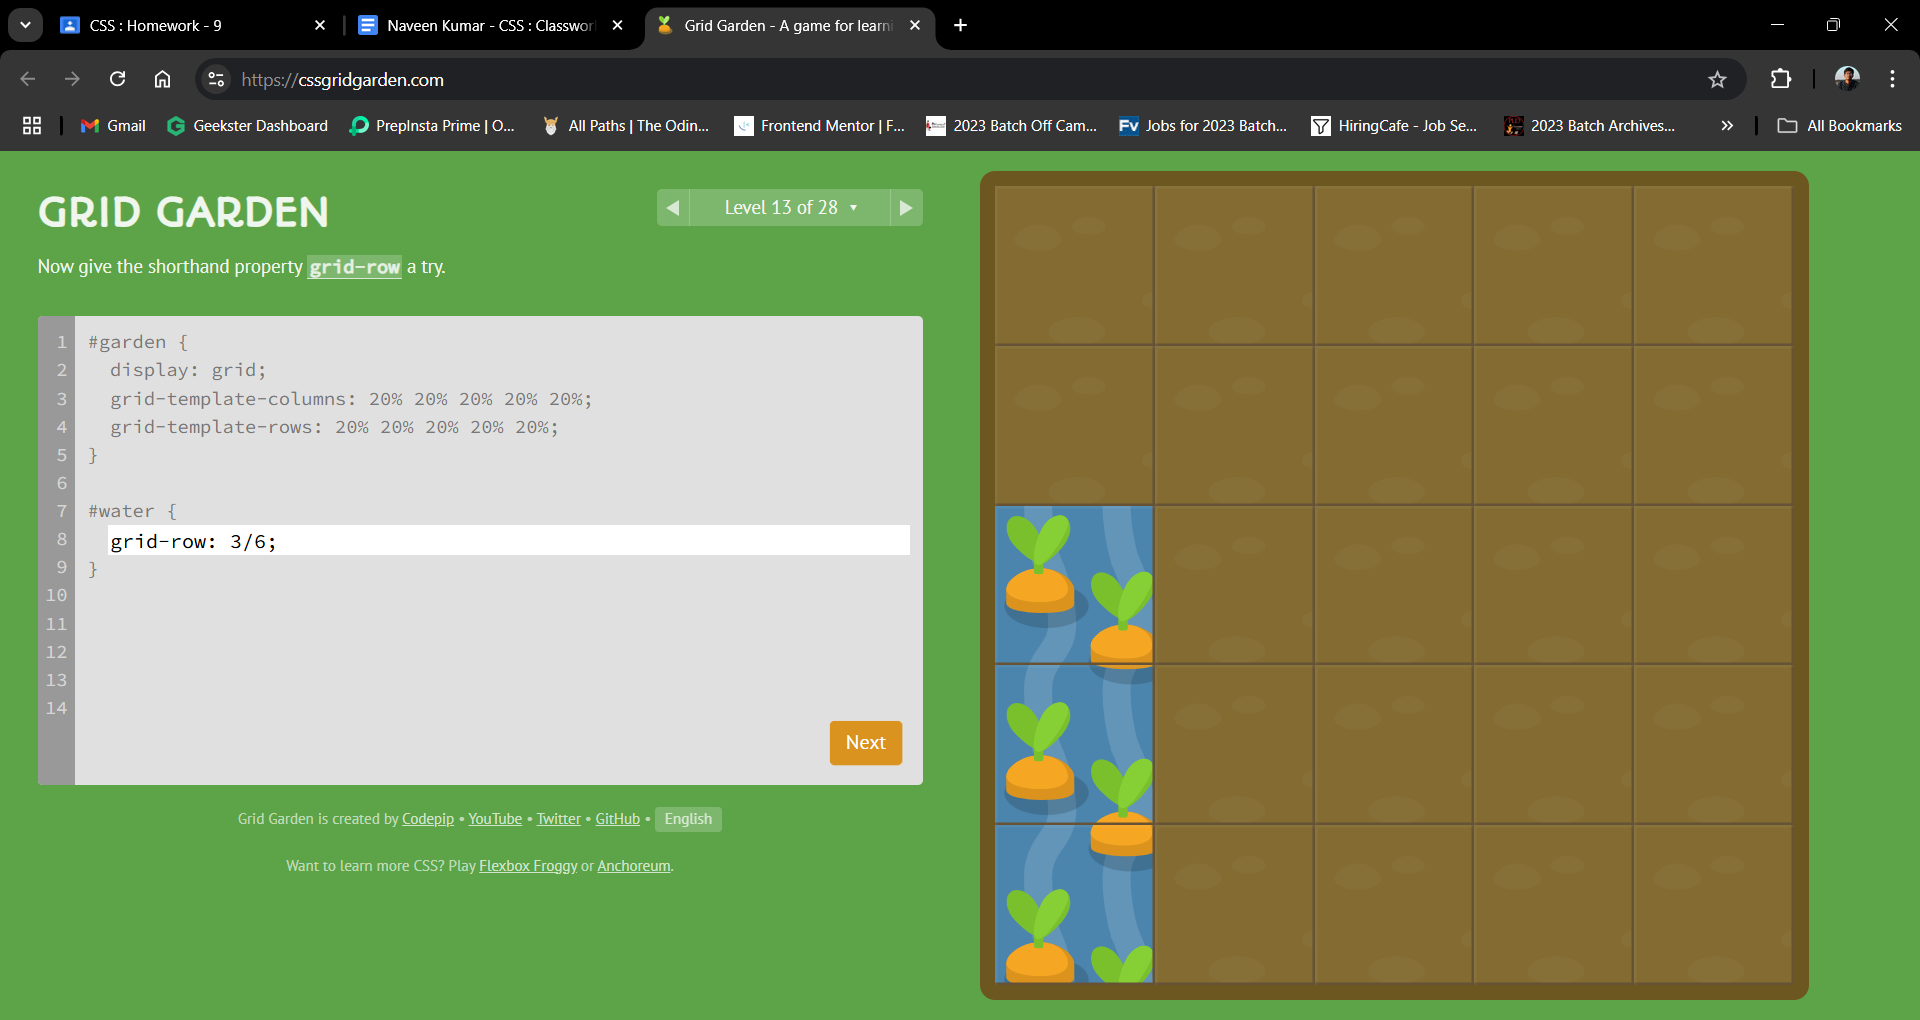 CSS : Homework - 9
Naveen Kumar - CSS : Classwor
Grid Garden - A game for learni
https://cssgridgarden.com
Gmail
Geekster Dashboard
PrepInsta Prime | O...
All Paths | The Odin...
Frontend Mentor | F...
2023 Batch Off Cam...
Fv Jobs for 2023 Batch...
HiringCafe - Job Se...
2023 Batch Archives...
All Bookmarks
GRID GARDEN
Level 13 of 28
Now give the shorthand property grid-row a try.
1 #garden {
2 display: grid;
3 grid-template-columns: 20% 20% 20% 20% 20%;
4 grid-template-rows: 20% 20% 20% 20% 20%;
5 }
6
7 #water {
8 grid-row: 3/6;
9 }
10
11
12
13
14
Next
Grid Garden is created by Codepip • YouTube • Twitter • GitHub • English
Want to learn more CSS? Play Flexbox Froggy or Anchoreum.